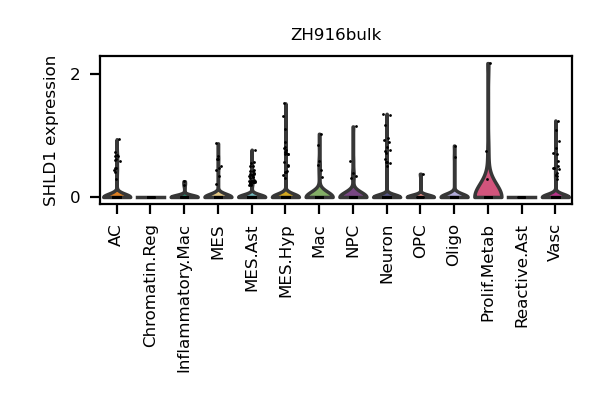 ZH916bulk
SHLD1 expression
2
0
AC
Chromatin.Reg
Inflammatory.Mac
MES
MES.Ast
MES.Hyp
Mac
NPC
Neuron
OPC
Oligo
Prolif.Metab
Reactive.Ast
Vasc